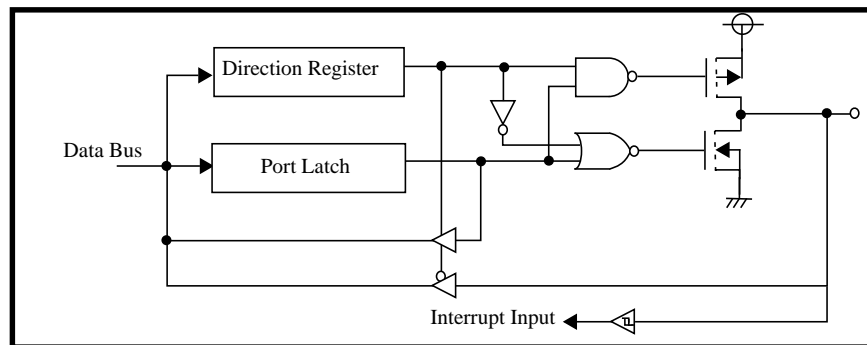 Direction Register
Data Bus
Port Latch
Interrupt Input